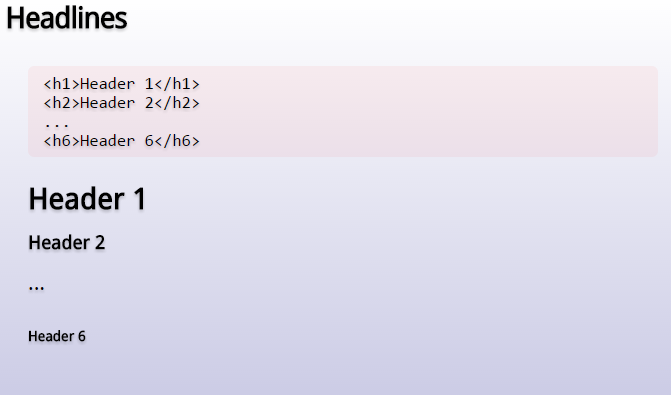 Headlines
<h1>Header 1</h1>
<h2>Header 2</h2>
...
<h6>Header 6</h6>
Header 1
Header 2
...
Header 6